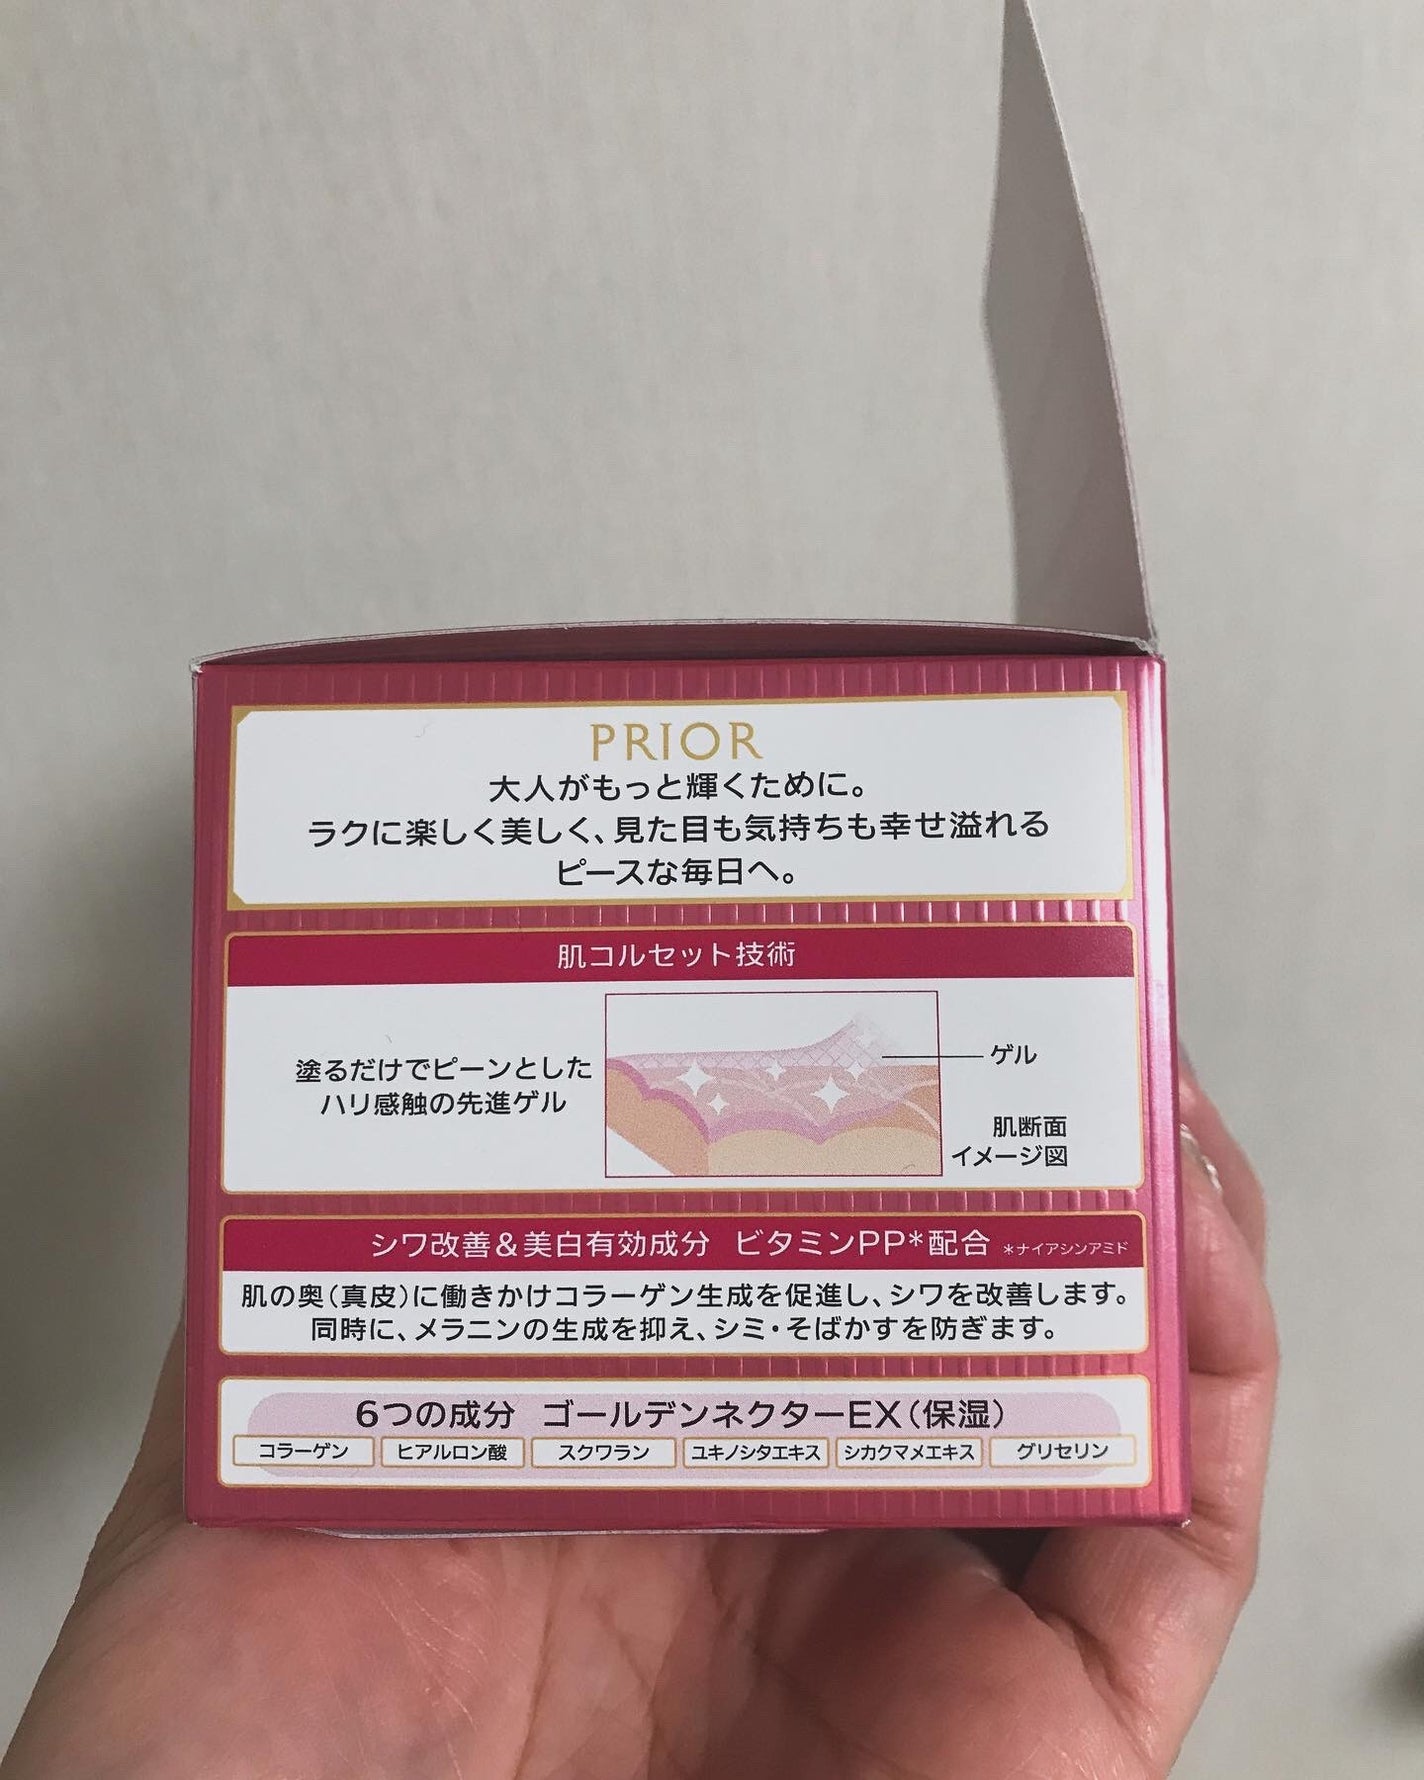 PRIOR
大人がもっと輝くために。
ラクに楽しく美しく、見た目も気持ちも幸せ溢れる
ピースな毎日へ。
肌コルセット技術
塗るだけでピーンとした
ハリ感触の先進ゲル
ゲル
肌断面
イメージ図
シワ改善＆美白有効成分 ビタミンPP*配合 *ナイアシンアミド
肌の奥(真皮)に働きかけコラーゲン生成を促進し、シワを改善します。
同時に、メラニンの生成を抑え、シミ・そばかすを防ぎます。
6つの成分 ゴールデンネクターEX(保湿)
コラーゲン ヒアルロン酸 スクワラン ユキノシタエキス シカクマメエキス グリセリン